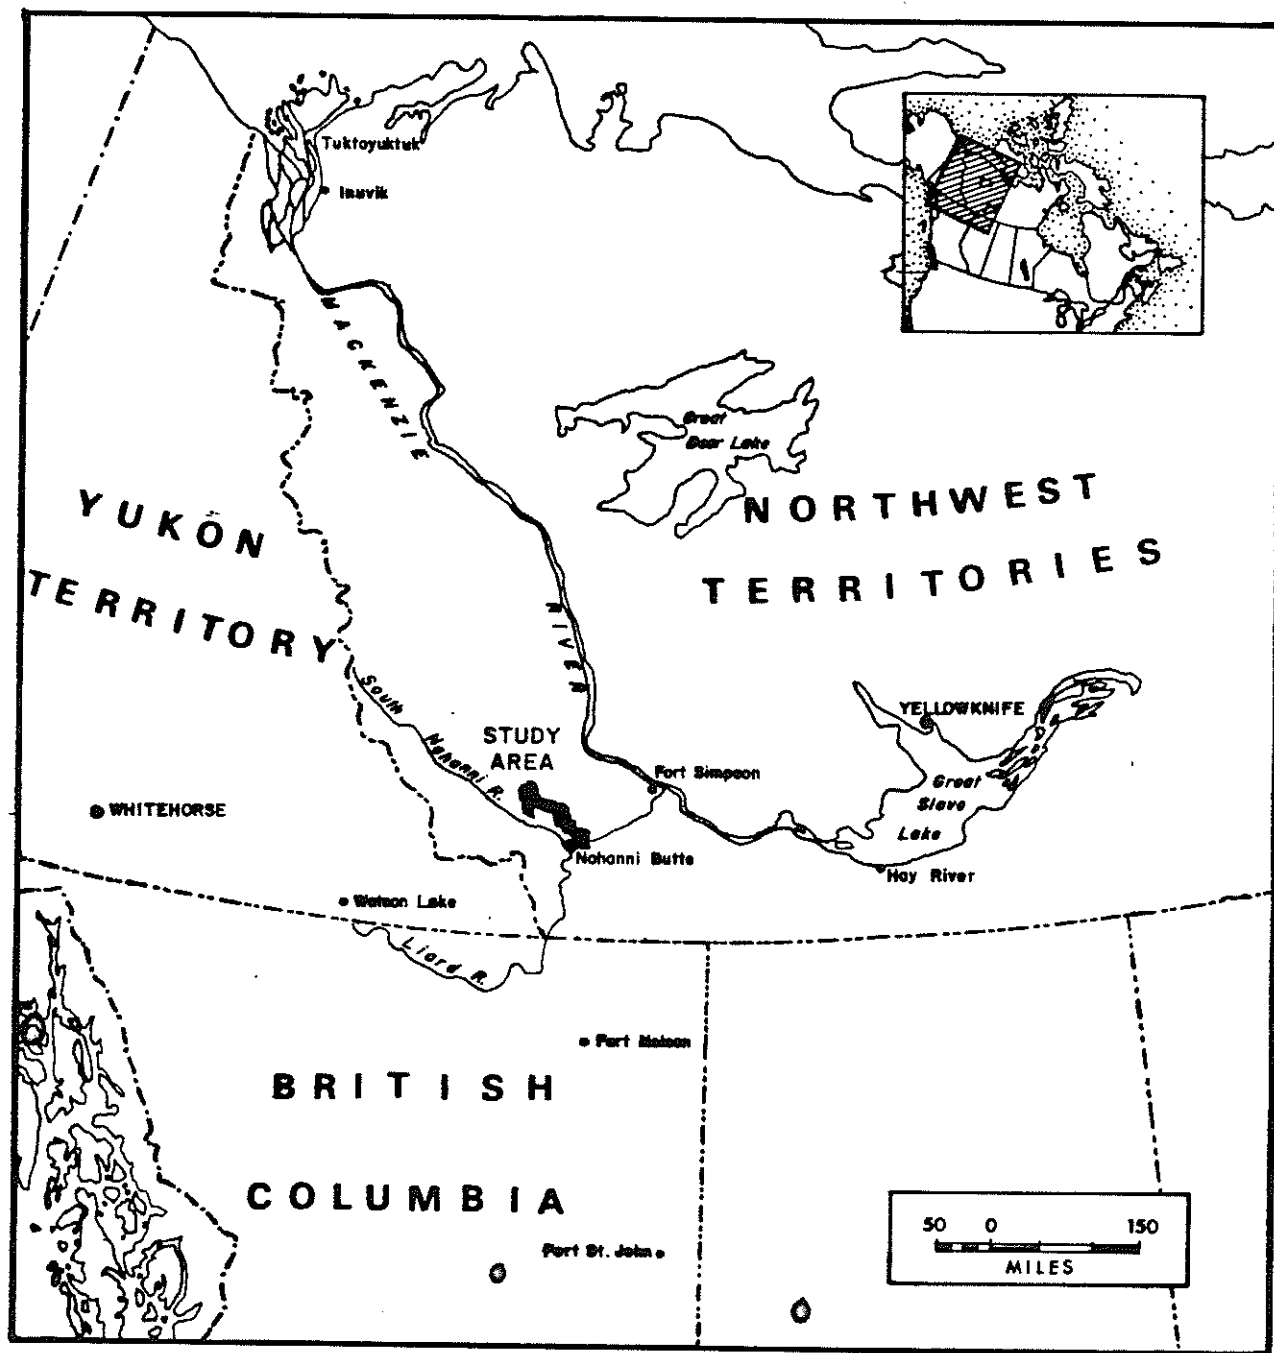 Tuktoyuktuk
Inuvik
MACKENZIE
Great
Bear Lake
YUKON
TERRITORY
NORTHWEST
TERRITORIES
RIVER
South
Nahanni R.
STUDY
AREA
YELLOWKNIFE
Fort Simpson
Great
Slave
Lake
WHITEHORSE
Nahanni Butte
Hay River
Watson Lake
Liard R.
Fort Nelson
BRITISH
COLUMBIA
Fort St. John
50 0 150
MILES